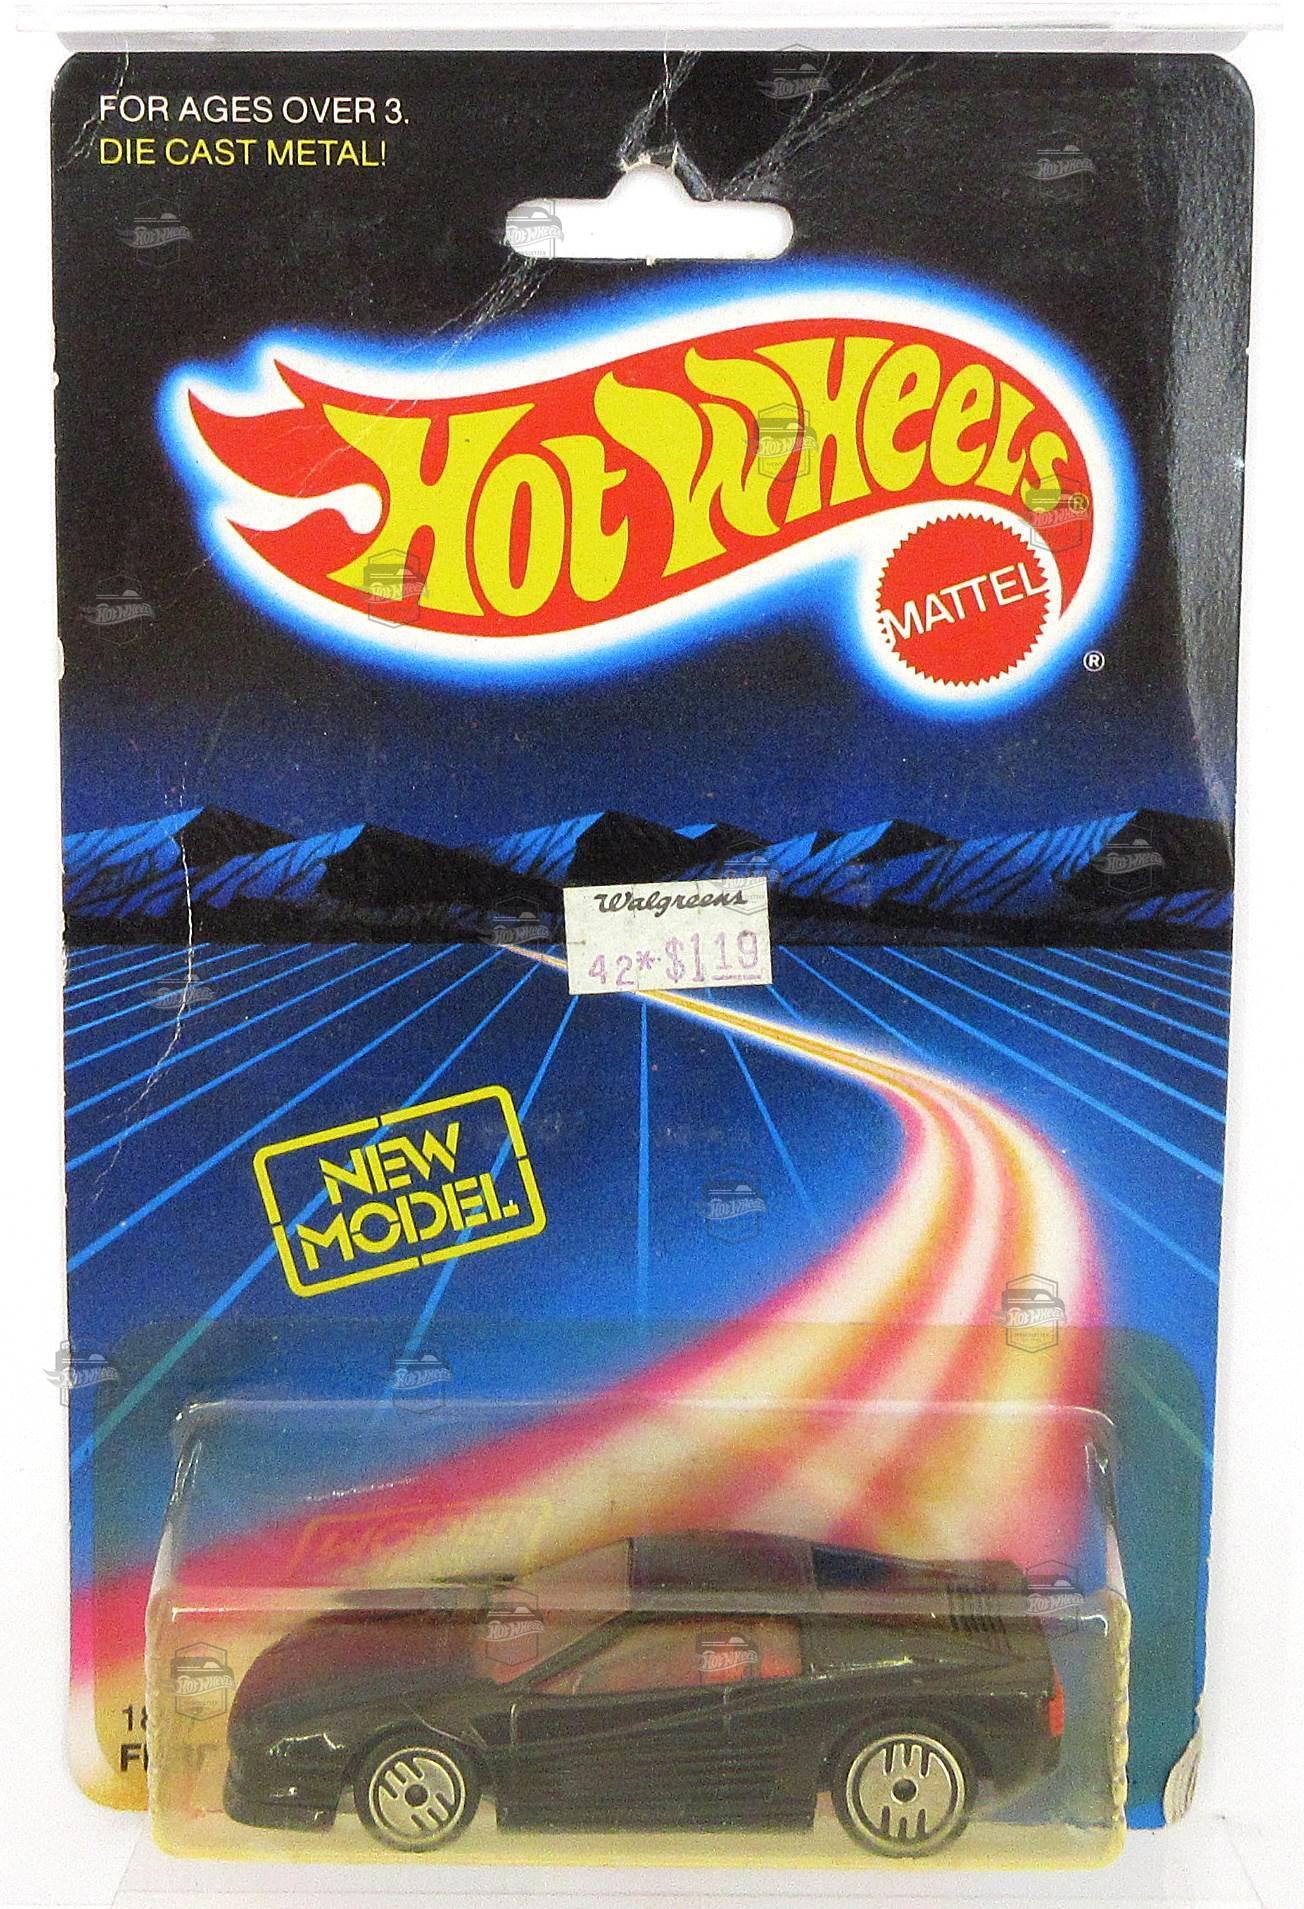 FOR AGES OVER 3.
DIE CAST METAL!
HOT WHEELS®
MATTEL
®
Walgreens
42* $1.19
NEW
MODEL